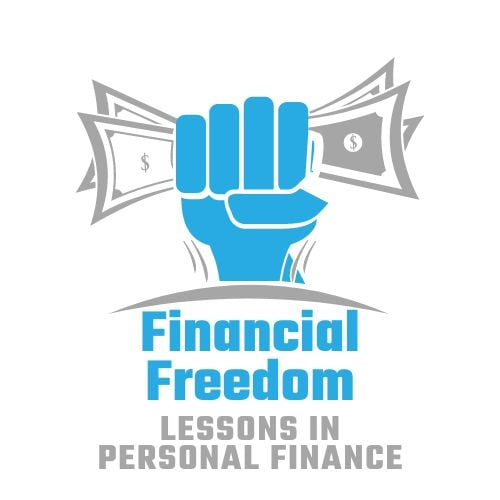 $
$
Financial
Freedom
LESSONS IN
PERSONAL FINANCE